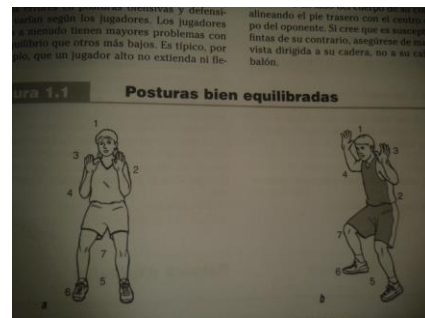 posturas ofensivas y defensi-
varían según los jugadores. Los jugadores
a menudo tienen mayores problemas con
que otros más bajos. Es típico, por
que un jugador alto no extienda ni fle-
alineando el pie trasero con el centro
po del oponente. Si cree que es
fintas de su contrario, asegúrese de
vista dirigida a su cadera, no a su
balón.
ura 1.1 Posturas bien equilibradas
1
3
2
4
7
5
6
a
1
3
4
2
7
5
6
b